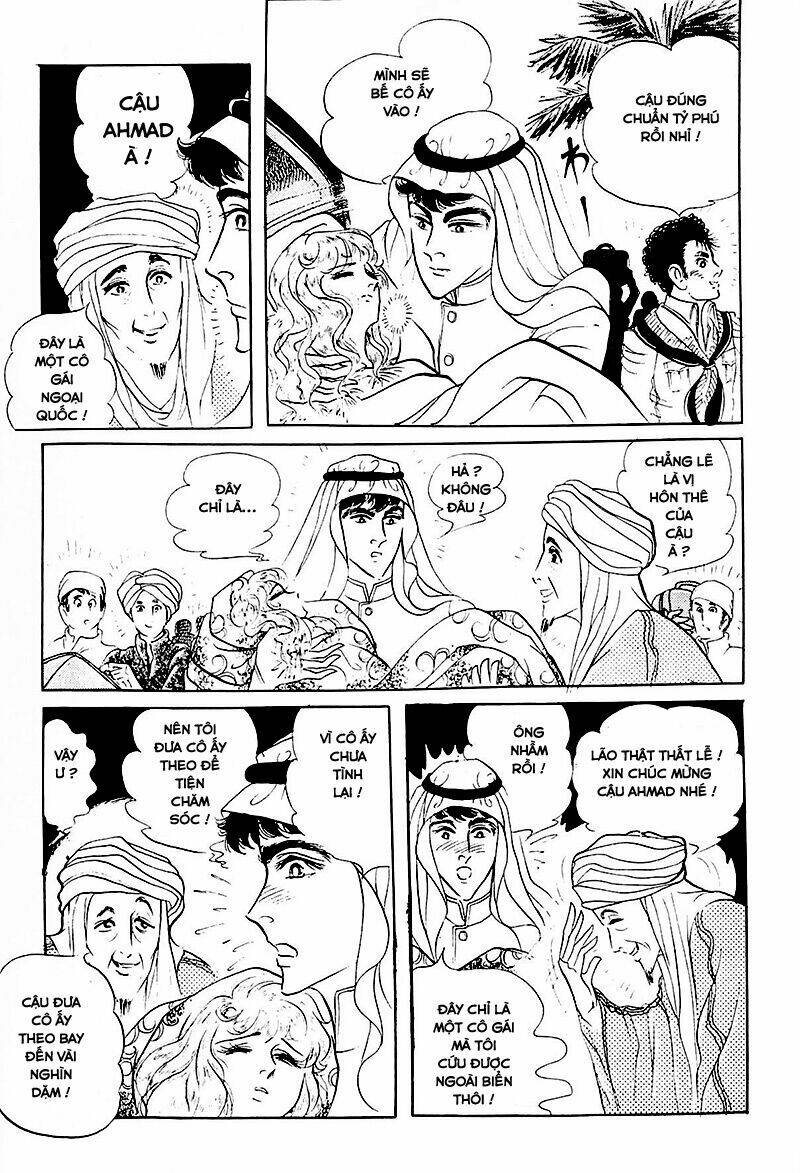 CẬU ĐÚNG
CHUẨN TỶ PHÚ
RỒI NHỈ !
MÌNH SẼ
BẾ CÔ ẤY
VÀO !
わー
CẬU
AHMAD
À !
ĐÂY LÀ
MỘT CÔ
GÁI
NGOẠI
QUỐC !
CHẲNG LẼ
LÀ VỊ
HÔN THÊ
CỦA
CẬU
À ?
HẢ ?
KHÔNG
ĐÂU !
ĐÂY
CHỈ LÀ...
LÃO THẬT THẤT LỄ !
XIN CHÚC MỪNG
CẬU AHMAD NHÉ !
ÔNG
NHẦM
RỒI !
ĐÂY CHỈ LÀ
MỘT CÔ GÁI
MÀ TÔI
CỨU ĐƯỢC
NGOÀI BIỂN
THÔI !
VÌ CÔ ẤY
CHƯA
TỈNH
LẠI !
NÊN TÔI
ĐƯA CÔ ẤY
THEO ĐỂ
TIỆN
CHĂM
SÓC !
VẬY
Ư ?
CẬU ĐƯA
CÔ ẤY
THEO BAY
ĐẾN VÀI
NGHÌN
DẶM !